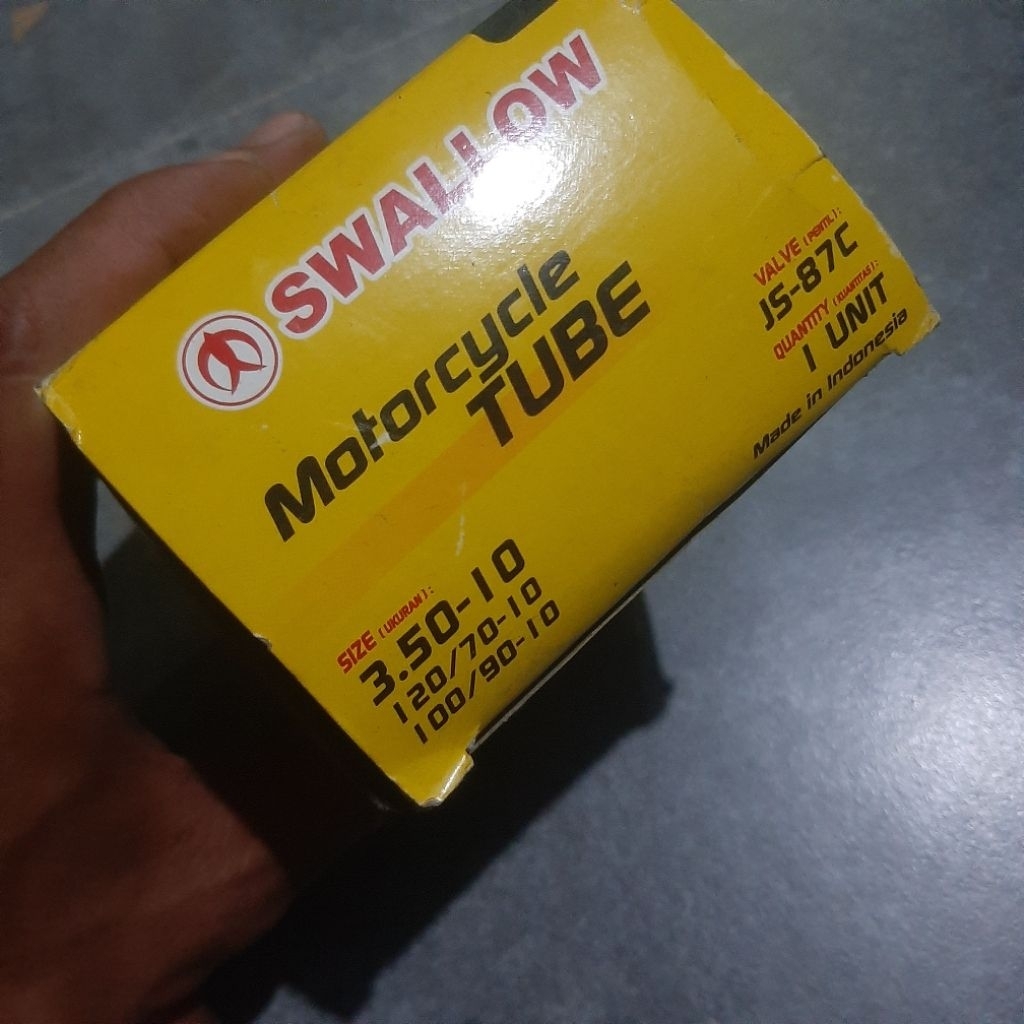 SWALLOW
Motorcycle
TUBE
SIZE (UKURAN):
3.50-10
120/70-10
100/90-10
VALVE (PENTIL):
JS-87C
QUANTITY (KUANTITAS):
1 UNIT
Made in Indonesia